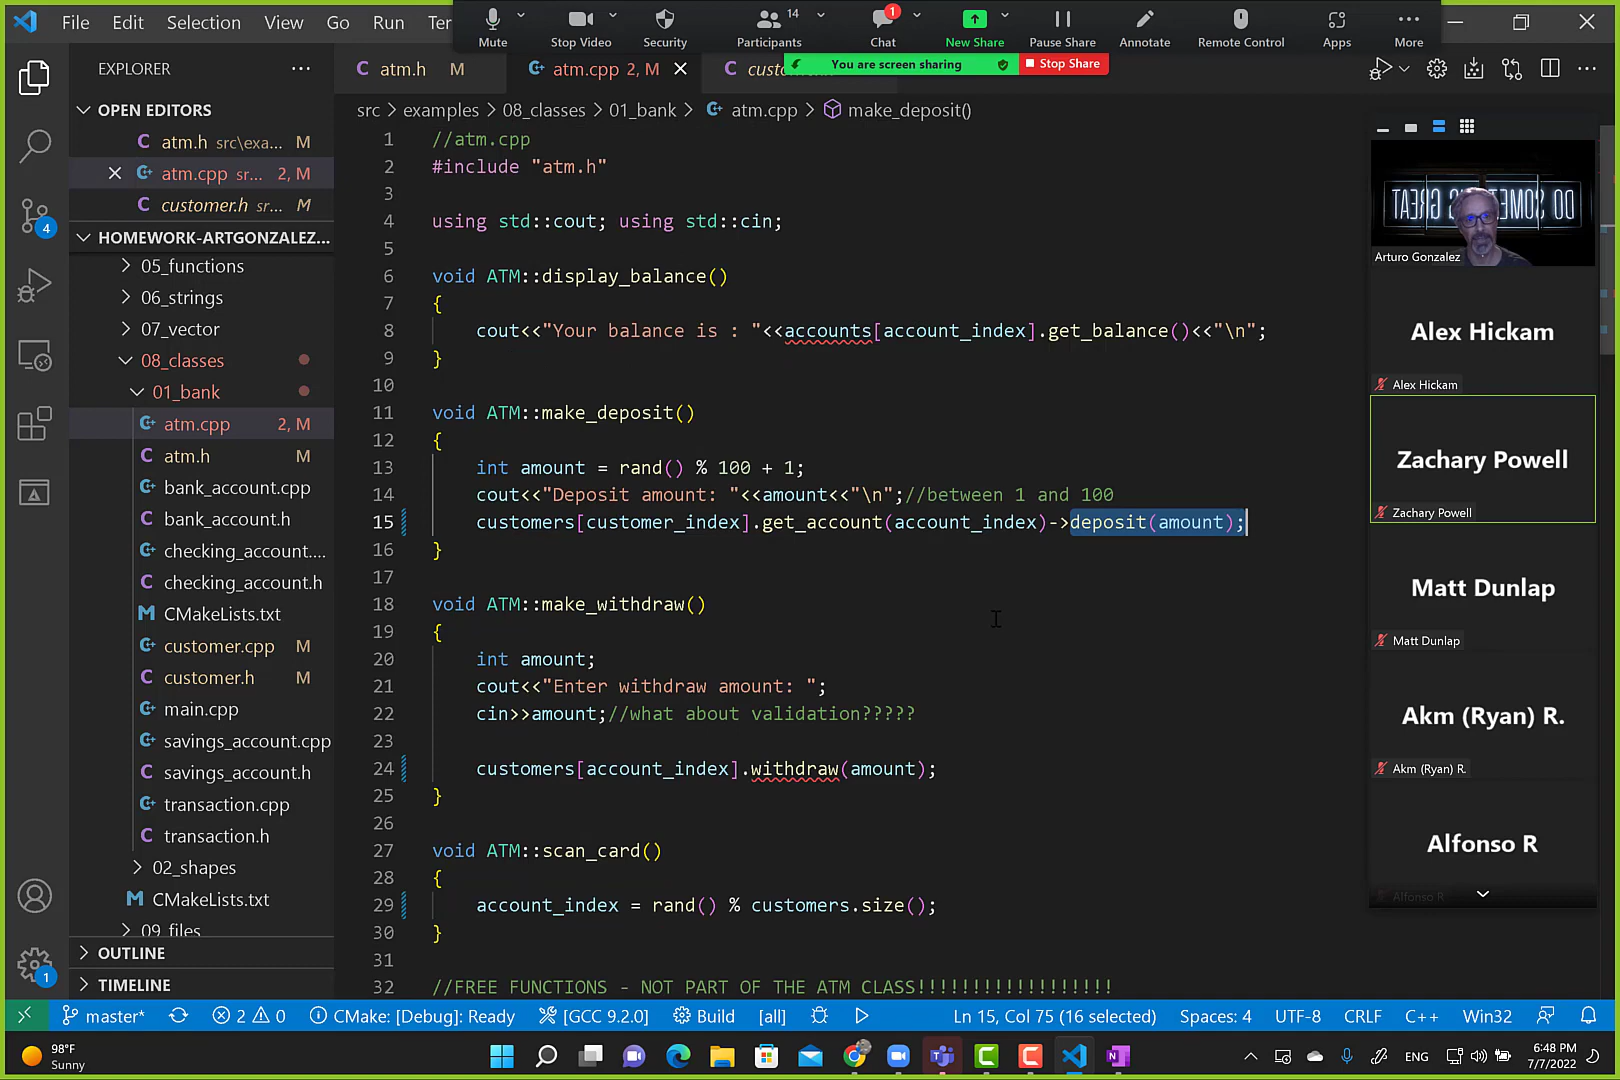 File Edit Selection View Go Run Ter
Mute Stop Video Security Participants 14 Chat 1 New Share Pause Share Annotate Remote Control Apps More
You are screen sharing Stop Share
EXPLORER
atm.h M
atm.cpp 2, M
OPEN EDITORS
src > examples > 08_classes > 01_bank > atm.cpp > make_deposit()
atm.h src\exa... M
atm.cpp sr... 2, M
customer.h sr... M
HOMEWORK-ARTGONZALEZ...
05_functions
06_strings
07_vector
08_classes
01_bank
atm.cpp 2, M
atm.h M
bank_account.cpp
bank_account.h
checking_account....
checking_account.h
CMakeLists.txt
customer.cpp M
customer.h M
main.cpp
savings_account.cpp
savings_account.h
transaction.cpp
transaction.h
02_shapes
CMakeLists.txt
09_files
OUTLINE
TIMELINE
4
1
1 //atm.cpp
2 #include "atm.h"
3
4 using std::cout; using std::cin;
5
6 void ATM::display_balance()
7 {
8 cout<<"Your balance is : "<<accounts[account_index].get_balance()<<"\n";
9 }
10
11 void ATM::make_deposit()
12 {
13 int amount = rand() % 100 + 1;
14 cout<<"Deposit amount: "<<amount<<"\n";//between 1 and 100
15 customers[customer_index].get_account(account_index)->deposit(amount);
16 }
17
18 void ATM::make_withdraw()
19 {
20 int amount;
21 cout<<"Enter withdraw amount: ";
22 cin>>amount;//what about validation?????
23
24 customers[account_index].withdraw(amount);
25 }
26
27 void ATM::scan_card()
28 {
29 account_index = rand() % customers.size();
30 }
31
32 //FREE FUNCTIONS - NOT PART OF THE ATM CLASS!!!!!!!!!!!!!!!!!!
DO SOMETHING GREAT
Arturo Gonzalez
Alex Hickam
Alex Hickam
Zachary Powell
Zachary Powell
Matt Dunlap
Matt Dunlap
Akm (Ryan) R.
Akm (Ryan) R.
Alfonso R
Alfonso R
master* 2 0 CMake: [Debug]: Ready [GCC 9.2.0] Build [all] Ln 15, Col 75 (16 selected) Spaces: 4 UTF-8 CRLF C++ Win32
98°F
Sunny
ENG
6:48 PM
7/7/2022